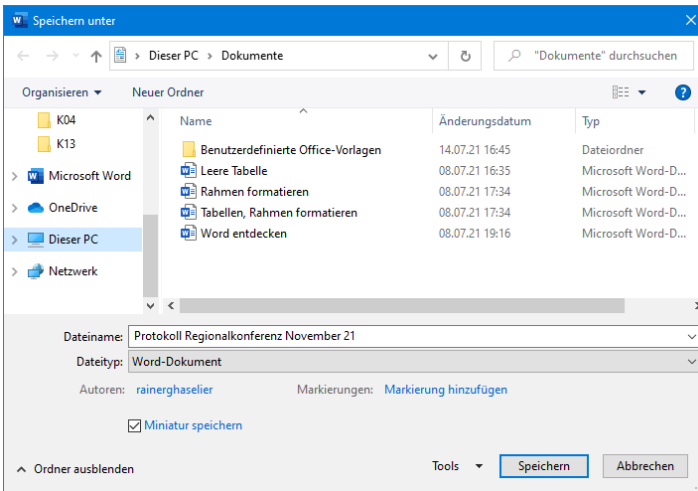 Speichern unter
Dieser PC > Dokumente
"Dokumente" durchsuchen
Organisieren
Neuer Ordner
K04
K13
Microsoft Word
OneDrive
Dieser PC
Netzwerk
Name Änderungsdatum Typ
Benutzerdefinierte Office-Vorlagen 14.07.21 16:45 Dateiordner
Leere Tabelle 08.07.21 16:35 Microsoft Word-D...
Rahmen formatieren 08.07.21 17:34 Microsoft Word-D...
Tabellen, Rahmen formatieren 08.07.21 17:34 Microsoft Word-D...
Word entdecken 08.07.21 19:16 Microsoft Word-D...
Dateiname: Protokoll Regionalkonferenz November 21
Dateityp: Word-Dokument
Autoren: rainerghaselier Markierungen: Markierung hinzufügen
Miniatur speichern
Ordner ausblenden
Tools Speichern Abbrechen